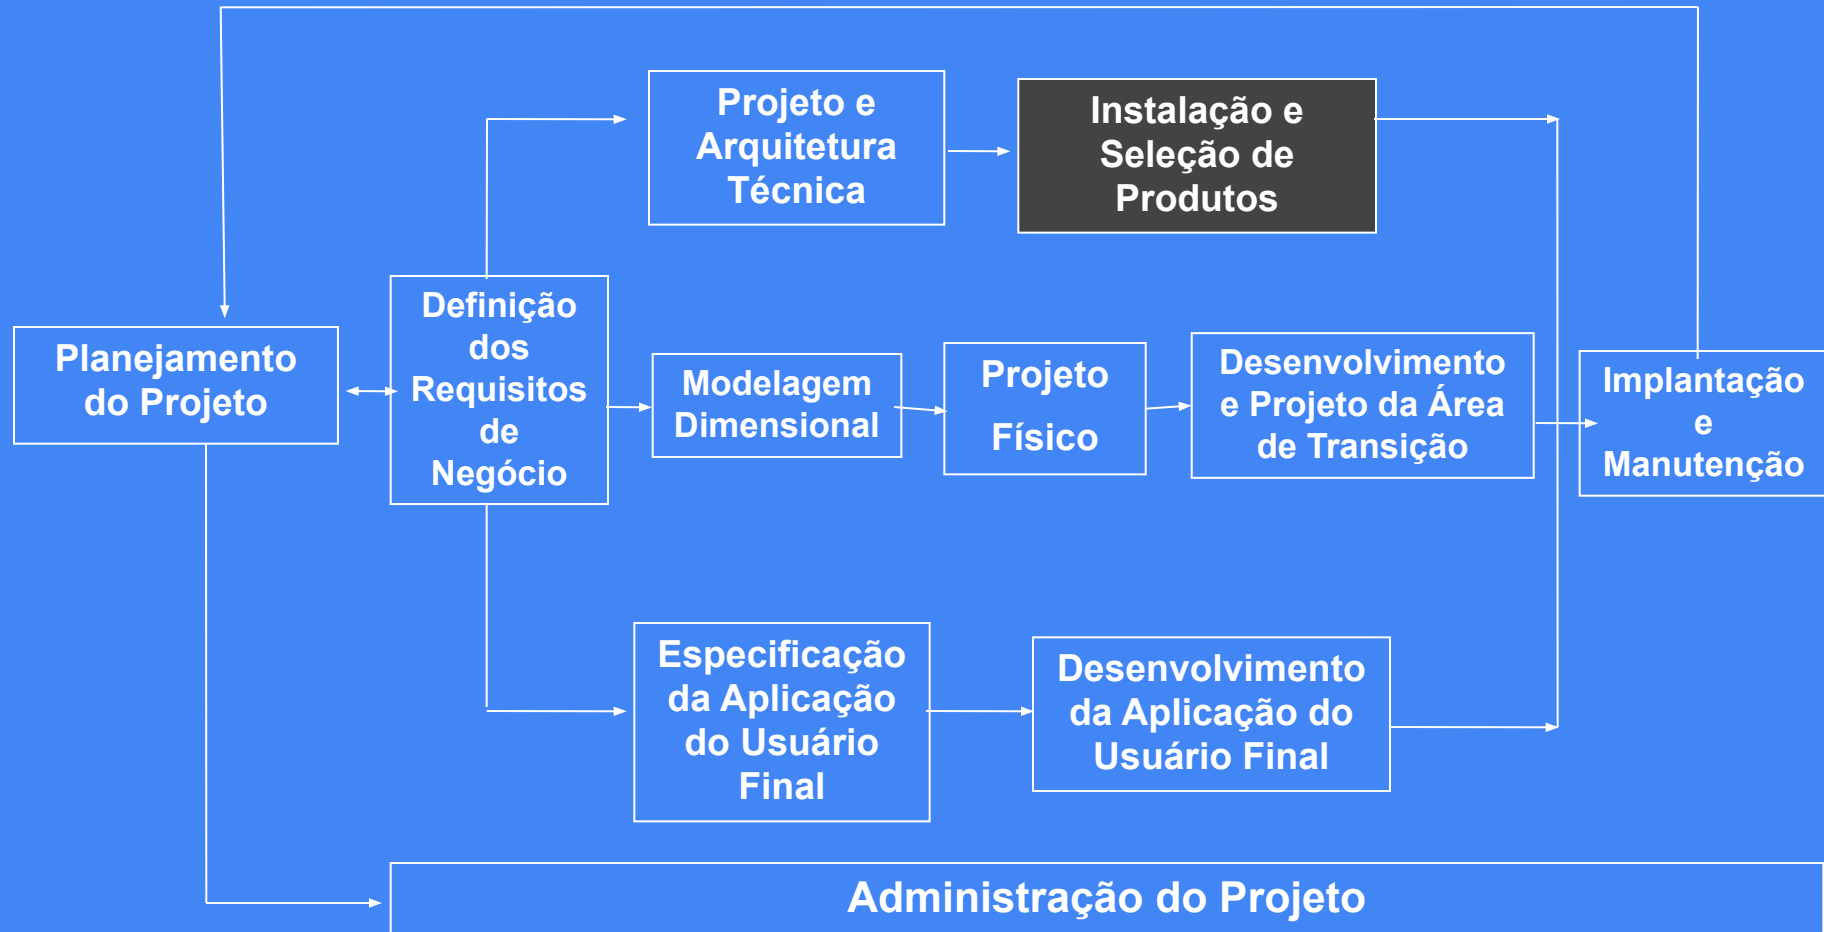 Projeto e
Arquitetura
Técnica
Instalação e
Seleção de
Produtos
Planejamento
do Projeto
Definição
dos
Requisitos
de
Negócio
Modelagem
Dimensional
Projeto
Físico
Desenvolvimento
e Projeto da Área
de Transição
Implantação
e
Manutenção
Especificação
da Aplicação
do Usuário
Final
Desenvolvimento
da Aplicação do
Usuário Final
Administração do Projeto